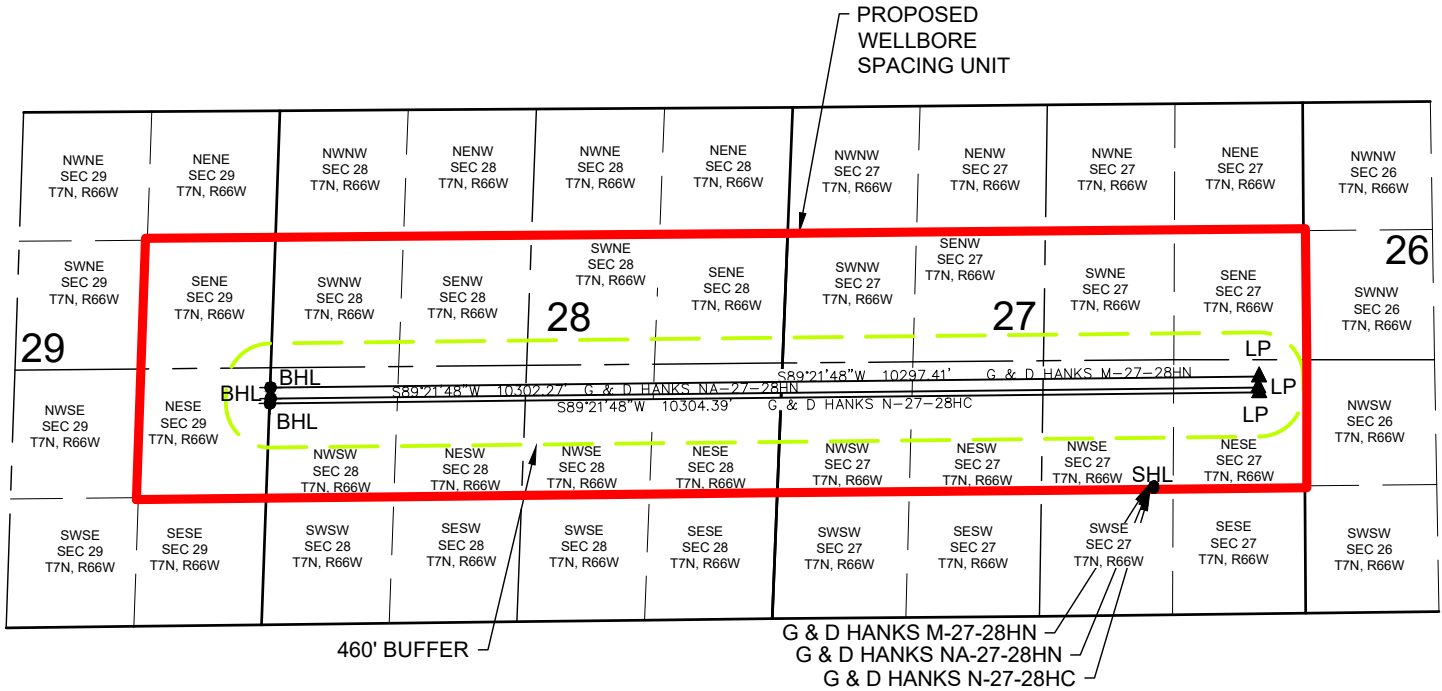 PROPOSED
WELLBORE
SPACING UNIT
NWNE
SEC 29
T7N, R66W
NENE
SEC 29
T7N, R66W
NWNW
SEC 28
T7N, R66W
NENW
SEC 28
T7N, R66W
NWNE
SEC 28
T7N, R66W
NENE
SEC 28
T7N, R66W
NWNW
SEC 27
T7N, R66W
NENW
SEC 27
T7N, R66W
NWNE
SEC 27
T7N, R66W
NENE
SEC 27
T7N, R66W
NWNW
SEC 26
T7N, R66W
SWNE
SEC 29
T7N, R66W
SENE
SEC 29
T7N, R66W
SWNW
SEC 28
T7N, R66W
SENW
SEC 28
T7N, R66W
SWNE
SEC 28
T7N, R66W
SENE
SEC 28
T7N, R66W
SWNW
SEC 27
T7N, R66W
SENW
SEC 27
T7N, R66W
SWNE
SEC 27
T7N, R66W
SENE
SEC 27
T7N, R66W
SWNW
SEC 26
T7N, R66W
29
28
27
26
LP
LP
LP
BHL
BHL
BHL
S89°21'48"W 10297.41' G & D HANKS M-27-28HN
S89°21'48"W 10302.27' G & D HANKS NA-27-28HN
S89°21'48"W 10304.39' G & D HANKS N-27-28HC
NWSE
SEC 29
T7N, R66W
NESE
SEC 29
T7N, R66W
NWSW
SEC 28
T7N, R66W
NESW
SEC 28
T7N, R66W
NWSE
SEC 28
T7N, R66W
NESE
SEC 28
T7N, R66W
NWSW
SEC 27
T7N, R66W
NESW
SEC 27
T7N, R66W
NWSE
SEC 27
T7N, R66W
NESE
SEC 27
T7N, R66W
NWSW
SEC 26
T7N, R66W
SHL
SWSE
SEC 29
T7N, R66W
SESE
SEC 29
T7N, R66W
SWSW
SEC 28
T7N, R66W
SESW
SEC 28
T7N, R66W
SWSE
SEC 28
T7N, R66W
SESE
SEC 28
T7N, R66W
SWSW
SEC 27
T7N, R66W
SESW
SEC 27
T7N, R66W
SWSE
SEC 27
T7N, R66W
SESE
SEC 27
T7N, R66W
SWSW
SEC 26
T7N, R66W
460' BUFFER
G & D HANKS M-27-28HN
G & D HANKS NA-27-28HN
G & D HANKS N-27-28HC